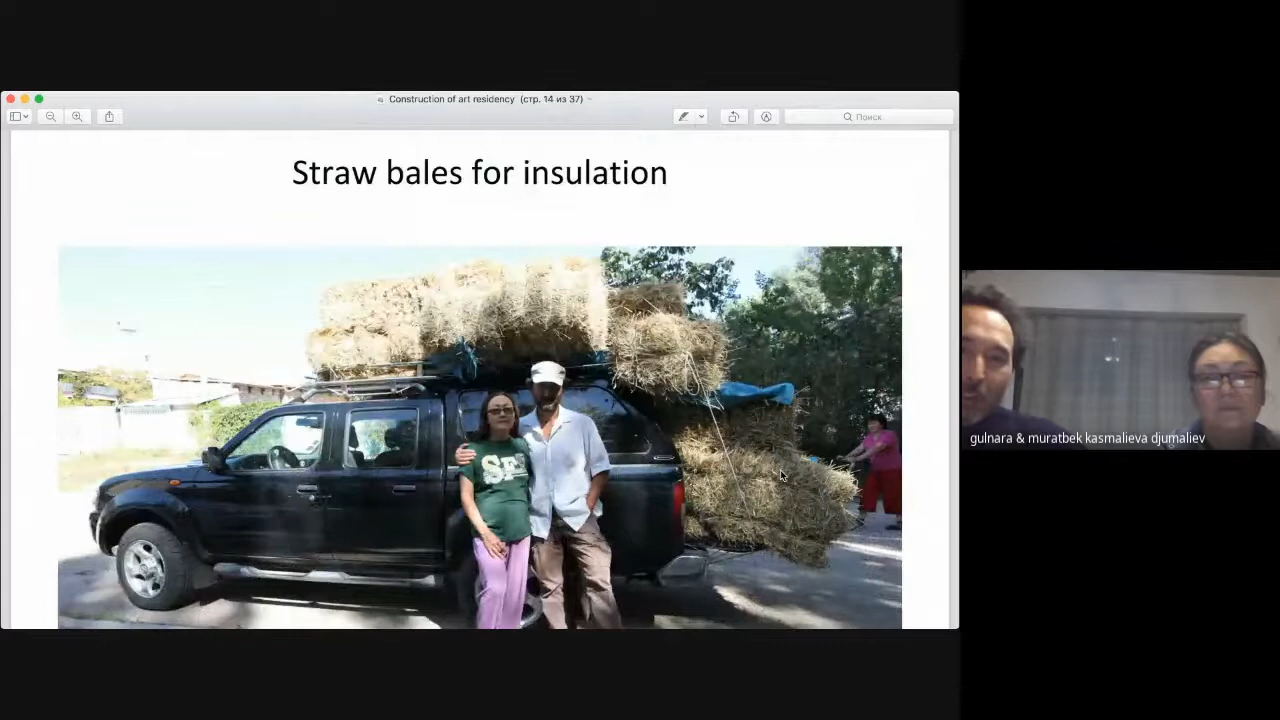 Construction of art residency (стр. 14 из 37)
Поиск
Straw bales for insulation
SF
gulnara & muratbek kasmalieva djumaliev